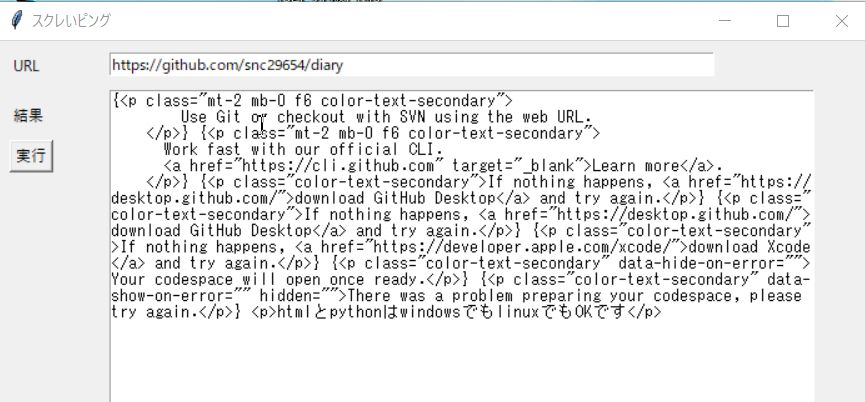 スクレいピング
URL
https://github.com/snc29654/diary
結果
実行
{<p class="mt-2 mb-0 f6 color-text-secondary">
Use Git or checkout with SVN using the web URL.
</p>} {<p class="mt-2 mb-0 f6 color-text-secondary">
Work fast with our official CLI.
<a href="https://cli.github.com" target="_blank">Learn more</a>.
</p>} {<p class="color-text-secondary">If nothing happens, <a href="https://
desktop.github.com/">download GitHub Desktop</a> and try again.</p>} {<p class="
color-text-secondary">If nothing happens, <a href="https://desktop.github.com/">
download GitHub Desktop</a> and try again.</p>} {<p class="color-text-secondary"
>If nothing happens, <a href="https://developer.apple.com/xcode/">download Xcode
</a> and try again.</p>} {<p class="color-text-secondary" data-hide-on-error="">
Your codespace will open once ready.</p>} {<p class="color-text-secondary" data-
show-on-error="" hidden="">There was a problem preparing your codespace, please
try again.</p>} <p>htmlとpythonはwindowsでもlinuxでもOKです</p>